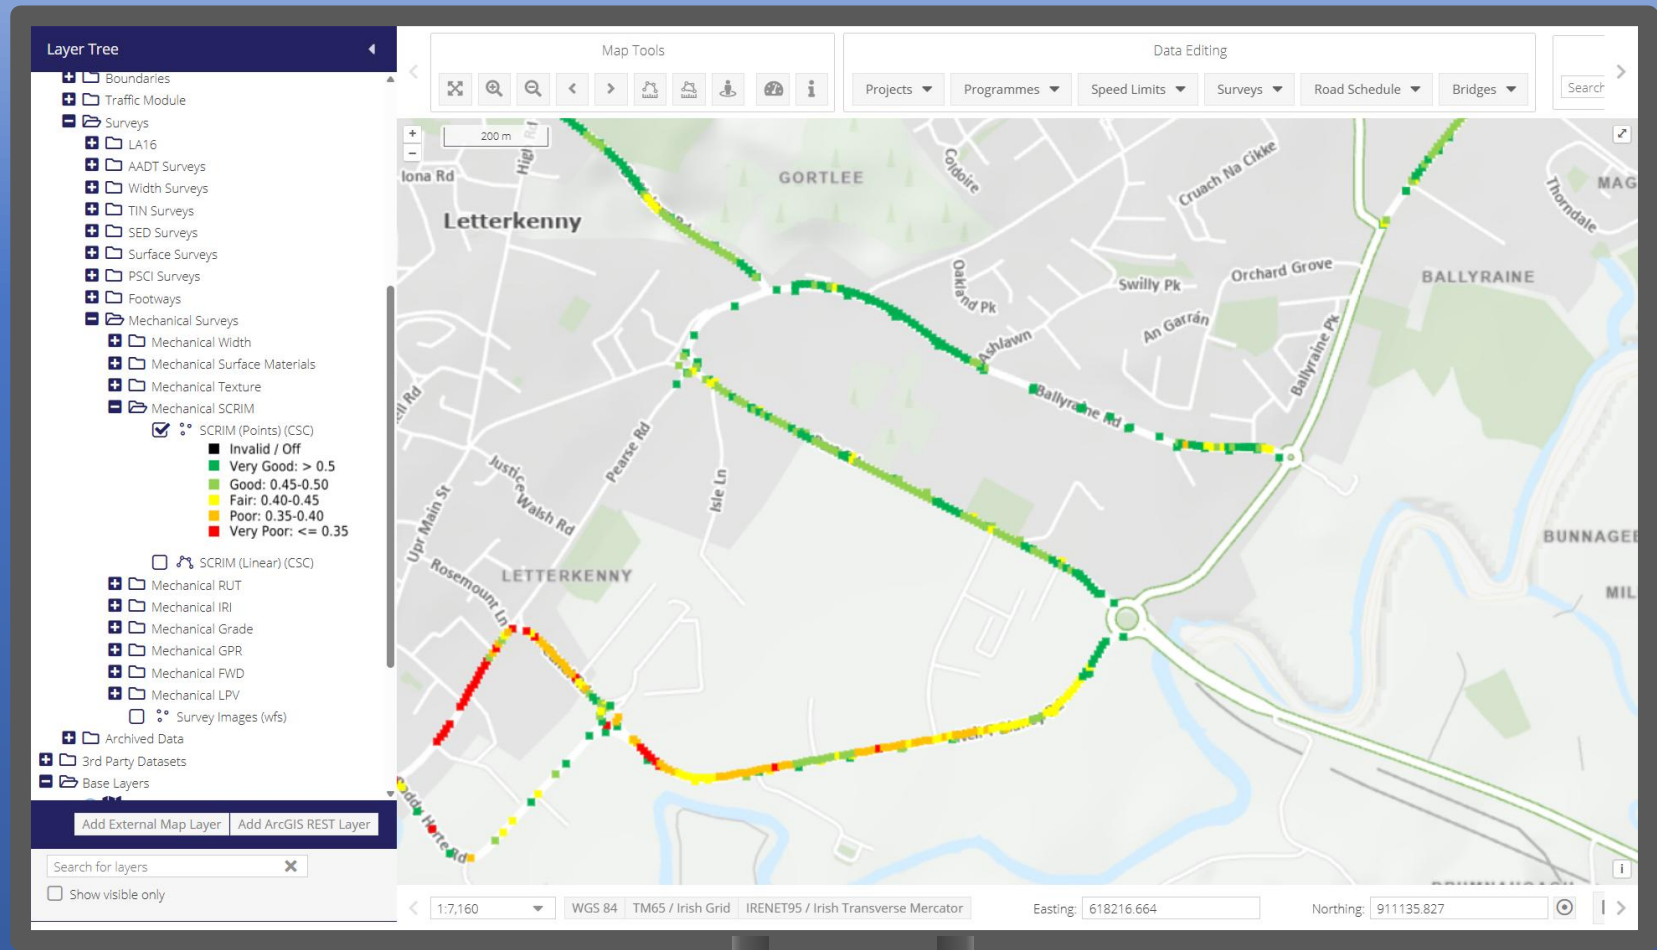 Layer Tree
Boundaries
Traffic Module
Surveys
LA16
AADT Surveys
Width Surveys
TIN Surveys
SED Surveys
Surface Surveys
PSCI Surveys
Footways
Mechanical Surveys
Mechanical Width
Mechanical Surface Materials
Mechanical Texture
Mechanical SCRIM
SCRIM (Points) (CSC)
Invalid / Off
Very Good: > 0.5
Good: 0.45-0.50
Fair: 0.40-0.45
Poor: 0.35-0.40
Very Poor: <= 0.35
SCRIM (Linear) (CSC)
Mechanical RUT
Mechanical IRI
Mechanical Grade
Mechanical GPR
Mechanical FWD
Mechanical LPV
Survey Images (wfs)
Archived Data
3rd Party Datasets
Base Layers
Add External Map Layer
Add ArcGIS REST Layer
Search for layers
Show visible only
Map Tools
Data Editing
Projects
Programmes
Speed Limits
Surveys
Road Schedule
Bridges
Search
200 m
Iona Rd
Letterkenny
GORTLEE
Coldoire
Cruach Na Cikke
Thorndale
MAG
Oakland Pk
Swilly Pk
Orchard Grove
BALLYRAINE
An Garrán
Ashlawn
Ballyraine Rd
Ballyraine Pk
Pearse Rd
Isle Ln
Justice Walsh Rd
Upr Main St
Rosemount Ln
LETTERKENNY
BUNNAGEE
MIL
1:7,160
WGS 84
TM65 / Irish Grid
IRENET95 / Irish Transverse Mercator
Easting: 618216.664
Northing: 911135.827